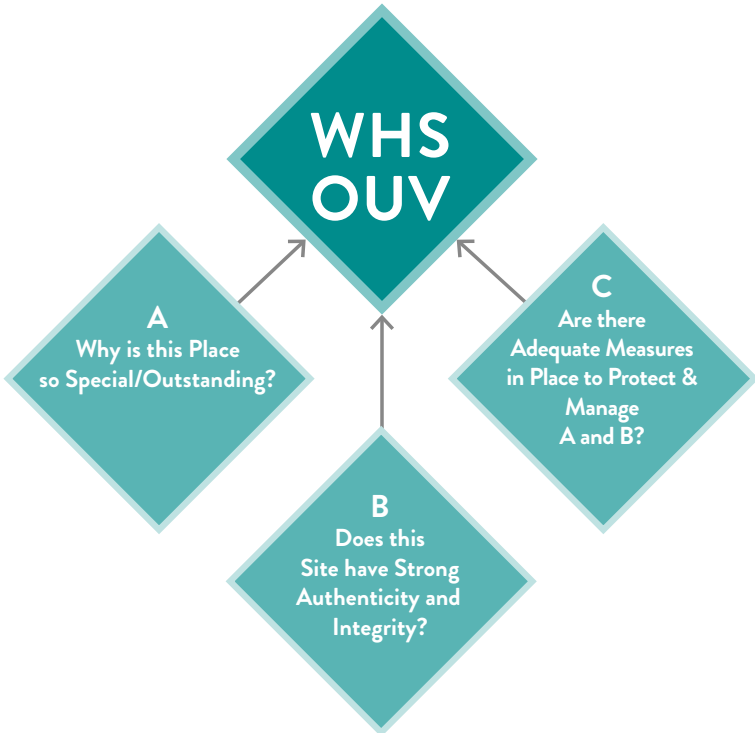 WHS
OUV
A
Why is this Place
so Special/Outstanding?
B
Does this
Site have Strong
Authenticity and
Integrity?
C
Are there
Adequate Measures
in Place to Protect &
Manage
A and B?